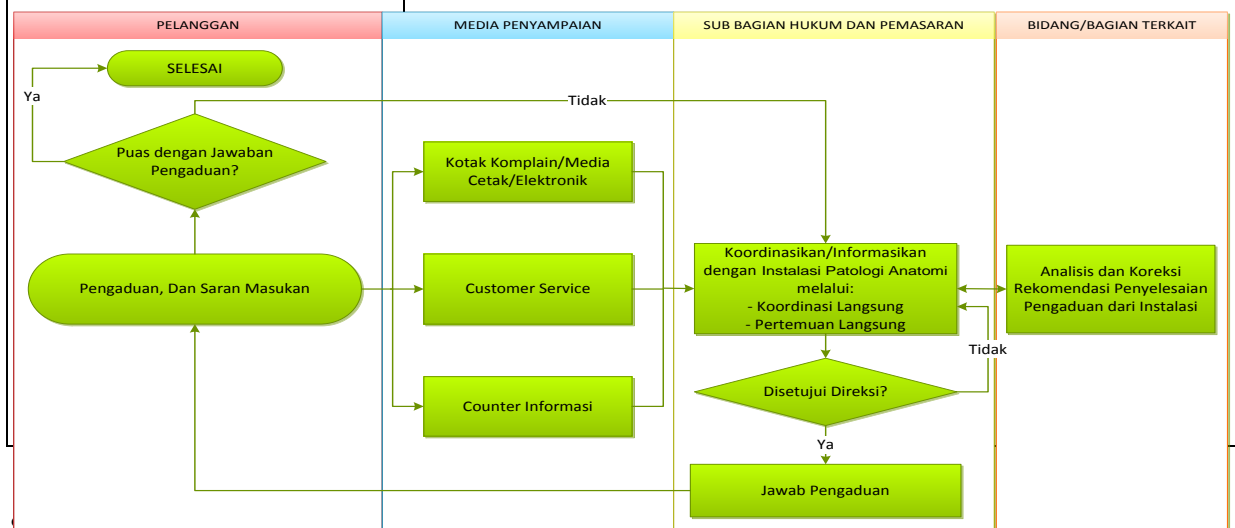 PELANGGAN
MEDIA PENYAMPAIAN
SUB BAGIAN HUKUM DAN PEMASARAN
BIDANG/BAGIAN TERKAIT
SELESAI
Ya
Tidak
Puas dengan Jawaban
Pengaduan?
Kotak Komplain/Media
Cetak/Elektronik
Pengaduan, Dan Saran Masukan
Customer Service
Koordinasikan/Informasikan
dengan Instalasi Patologi Anatomi
melalui:
- Koordinasi Langsung
- Pertemuan Langsung
Analisis dan Koreksi
Rekomendasi Penyelesaian
Pengaduan dari Instalasi
Tidak
Counter Informasi
Disetujui Direksi?
Ya
Jawab Pengaduan